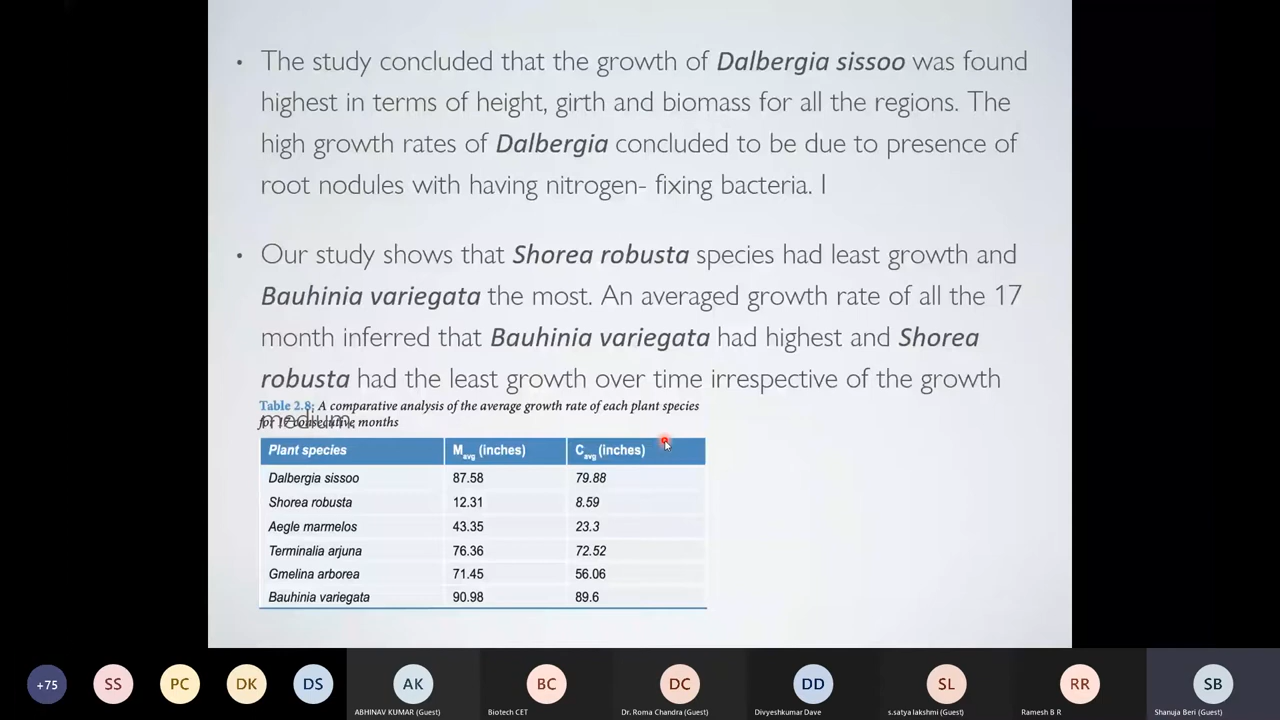 • The study concluded that the growth of Dalbergia sissoo was found
highest in terms of height, girth and biomass for all the regions. The
high growth rates of Dalbergia concluded to be due to presence of
root nodules with having nitrogen- fixing bacteria. I
• Our study shows that Shorea robusta species had least growth and
Bauhinia variegata the most. An averaged growth rate of all the 17
month inferred that Bauhinia variegata had highest and Shorea
robusta had the least growth over time irrespective of the growth
medium.
Table 2.8: A comparative analysis of the average growth rate of each plant species
for 17 consecutive months
Plant species Mavg (inches) Cavg (inches)
Dalbergia sissoo 87.58 79.88
Shorea robusta 12.31 8.59
Aegle marmelos 43.35 23.3
Terminalia arjuna 76.36 72.52
Gmelina arborea 71.45 56.06
Bauhinia variegata 90.98 89.6
+75 SS PC DK DS AK BC DC DD SL RR SB
ABHINAV KUMAR (Guest) Biotech CET Dr. Roma Chandra (Guest) Divyeshkumar Dave s.satya lakshmi (Guest) Ramesh B R Shanuja Beri (Guest)